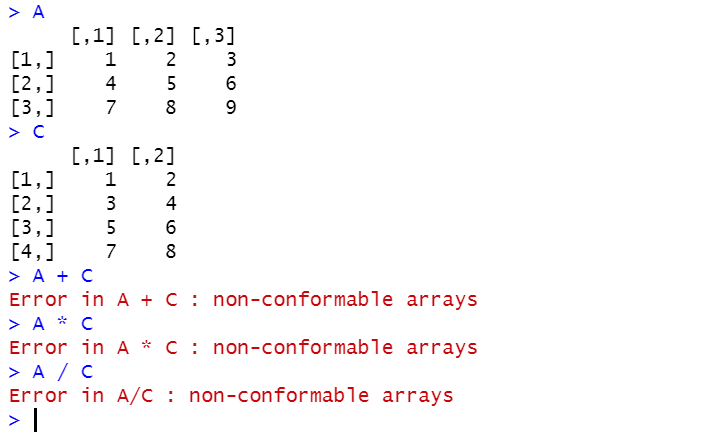 > A
     [,1] [,2] [,3]
[1,]    1    2    3
[2,]    4    5    6
[3,]    7    8    9
> C
     [,1] [,2]
[1,]    1    2
[2,]    3    4
[3,]    5    6
[4,]    7    8
> A + C
Error in A + C : non-conformable arrays
> A * C
Error in A * C : non-conformable arrays
> A / C
Error in A/C : non-conformable arrays
>